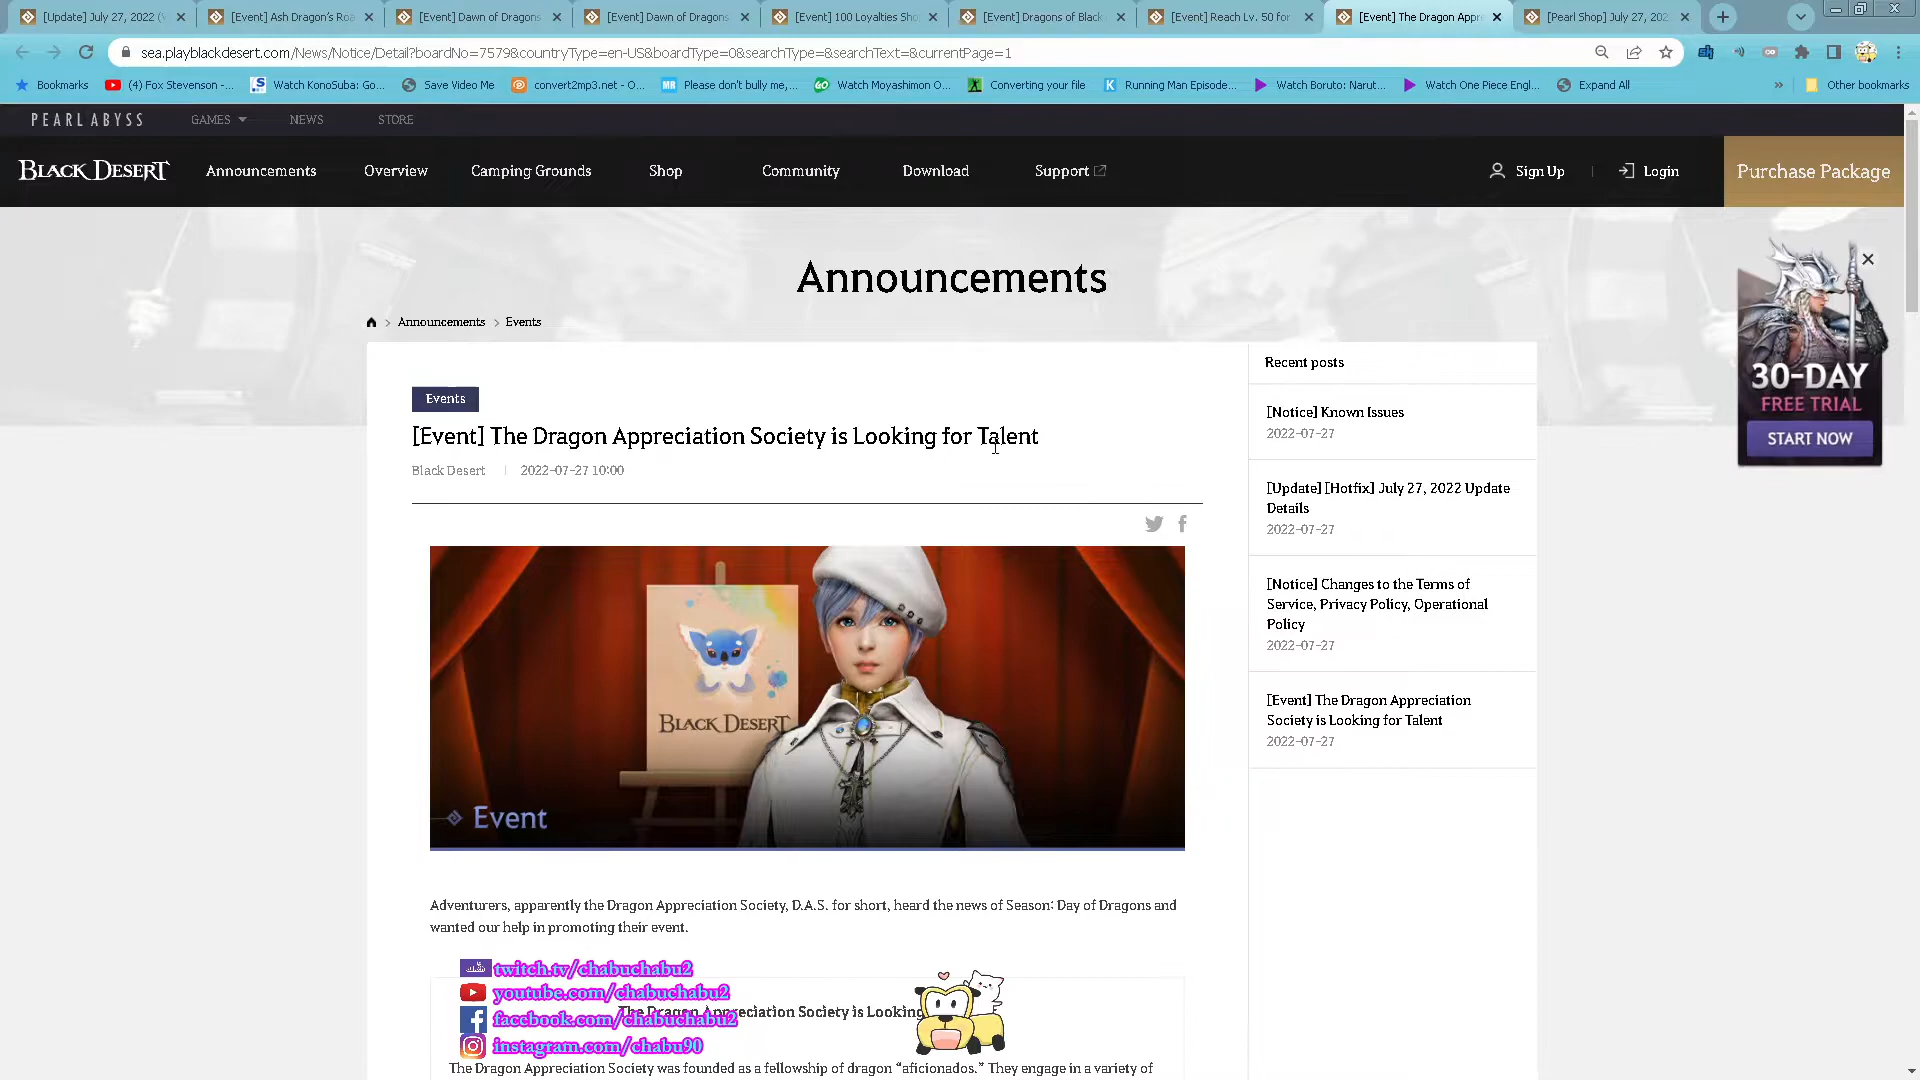 [Update] July 27, 2022 (
[Event] Ash Dragon's Roa
[Event] Dawn of Dragons
[Event] Dawn of Dragons
[Event] 100 Loyalties Sho
[Event] Dragons of Black
[Event] Reach Lv. 50 for
[Event] The Dragon Appr
[Pearl Shop] July 27, 202
sea.playblackdesert.com/News/Notice/Detail?boardNo=7579&countryType=en-US&boardType=0&searchType=&searchText=&currentPage=1
Bookmarks
(4) Fox Stevenson -...
Watch KonoSuba: Go...
Save Video Me
convert2mp3.net - O...
Please don't bully me,...
Watch Moyashimon O...
Converting your file
Running Man Episode...
Watch Boruto: Narut...
Watch One Piece Engl...
Expand All
»
Other bookmarks
PEARL ABYSS
GAMES
NEWS
STORE
BLACK DESERT
Announcements
Overview
Camping Grounds
Shop
Community
Download
Support
Sign Up
Login
Purchase Package
Announcements
Announcements > Events
Events
[Event] The Dragon Appreciation Society is Looking for Talent
Black Desert | 2022-07-27 10:00
BLACK DESERT
Event
Adventurers, apparently the Dragon Appreciation Society, D.A.S. for short, heard the news of Season: Day of Dragons and
wanted our help in promoting their event.
twitch.tv/chabuchabu2
youtube.com/chabuchabu2
The Dragon Appreciation Society is Looking
facebook.com/chabuchabu2
instagram.com/chabu90
The Dragon Appreciation Society was founded as a fellowship of dragon “aficionados.” They engage in a variety of
Recent posts
[Notice] Known Issues
2022-07-27
[Update] [Hotfix] July 27, 2022 Update
Details
2022-07-27
[Notice] Changes to the Terms of
Service, Privacy Policy, Operational
Policy
2022-07-27
[Event] The Dragon Appreciation
Society is Looking for Talent
2022-07-27
30-DAY
FREE TRIAL
START NOW